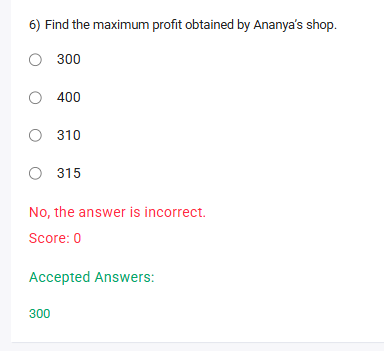 6) Find the maximum profit obtained by Ananya's shop.
300
400
310
315
No, the answer is incorrect.
Score: 0
Accepted Answers:
300